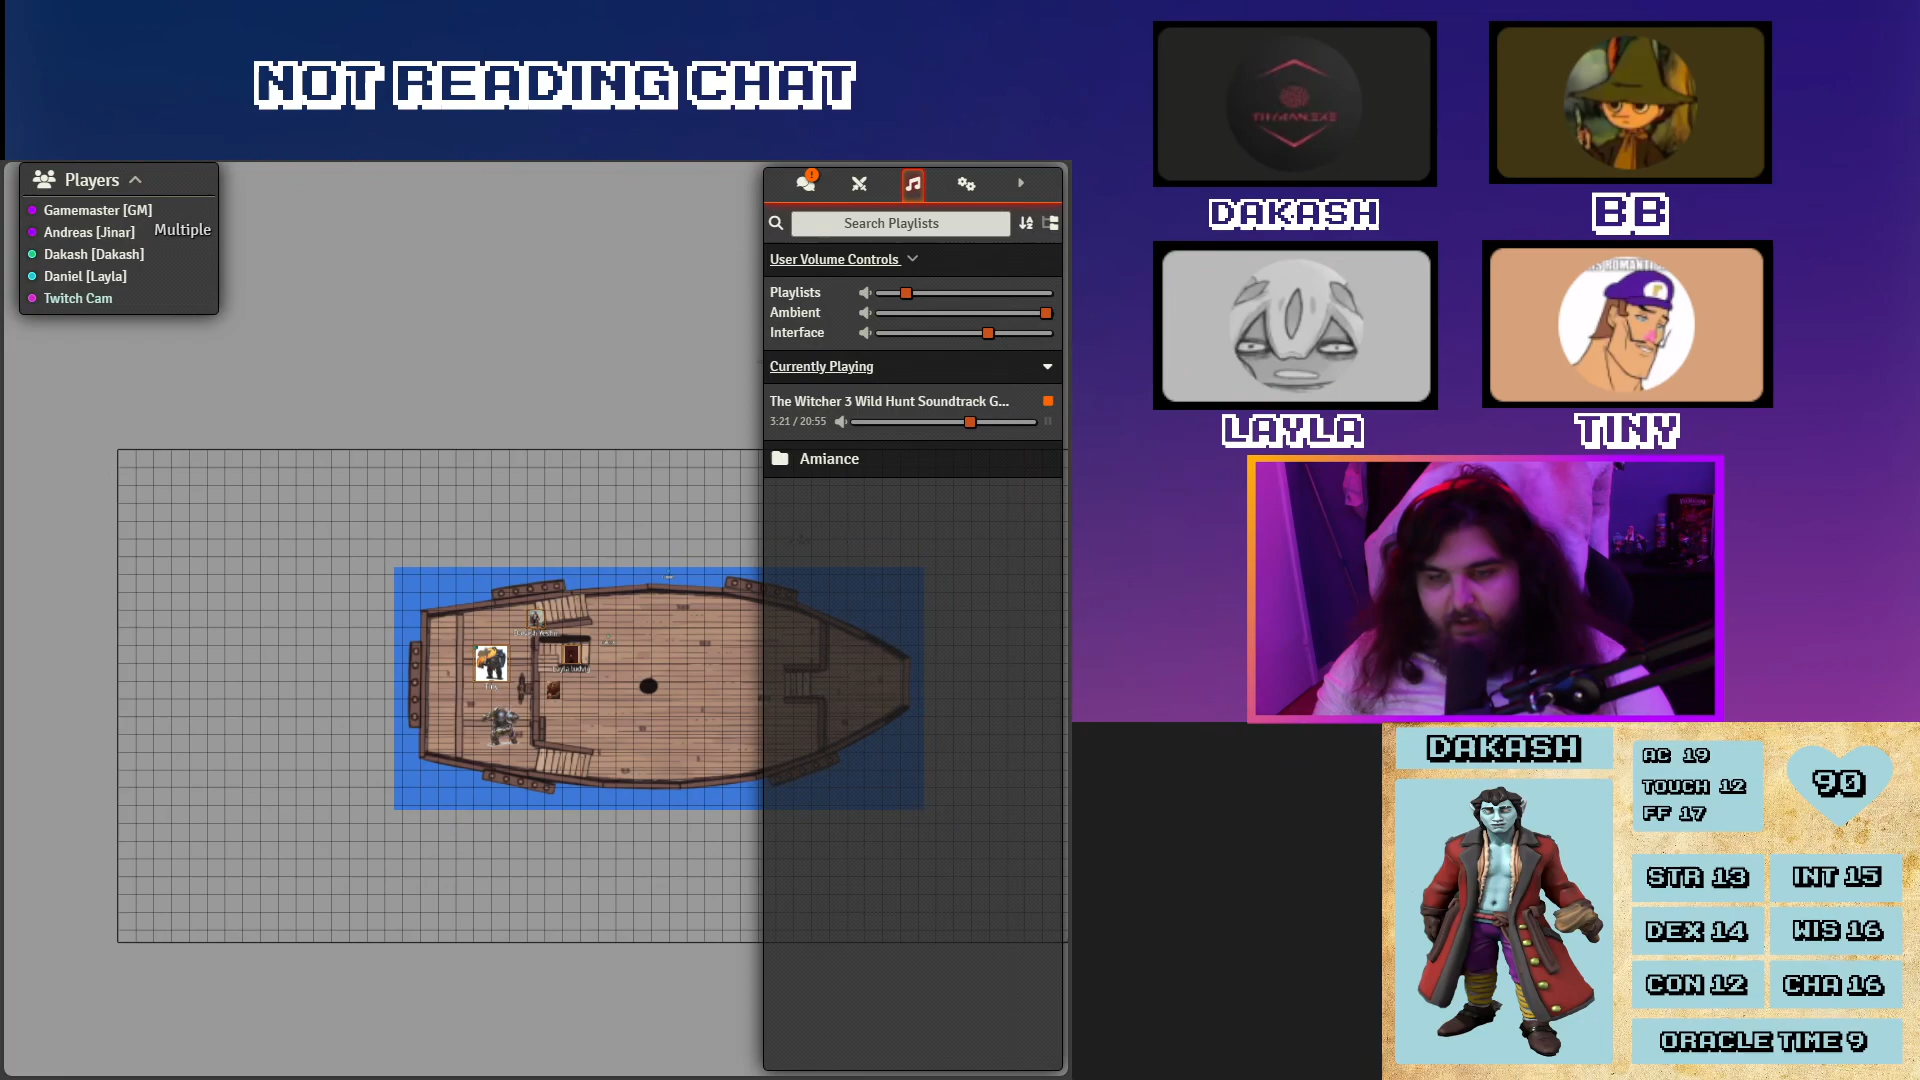 NOT READING CHAT
Players
Gamemaster [GM]
Andreas [Jinar] Multiple
Dakash [Dakash]
Daniel [Layla]
Twitch Cam
Search Playlists
User Volume Controls
Playlists
Ambient
Interface
Currently Playing
The Witcher 3 Wild Hunt Soundtrack G...
3:21 / 20:55
Amiance
DAKASH
BB
LAYLA
TINY
DAKASH
AC 19
TOUCH 12
FF 17
90
STR 13
INT 15
DEX 14
WIS 16
CON 12
CHA 16
ORACLE TIME 9